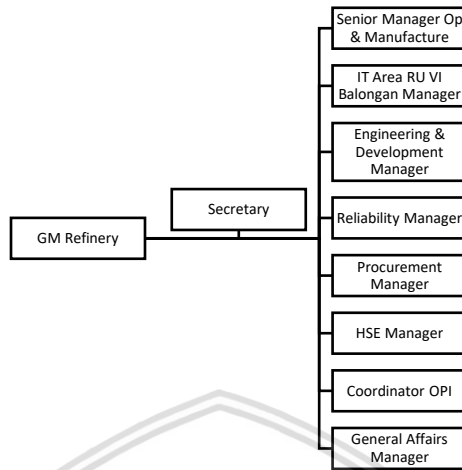 Senior Manager Op
& Manufacture
IT Area RU VI
Balongan Manager
Engineering &
Development
Manager
Secretary
Reliability Manager
GM Refinery
Procurement
Manager
HSE Manager
Coordinator OPI
General Affairs
Manager